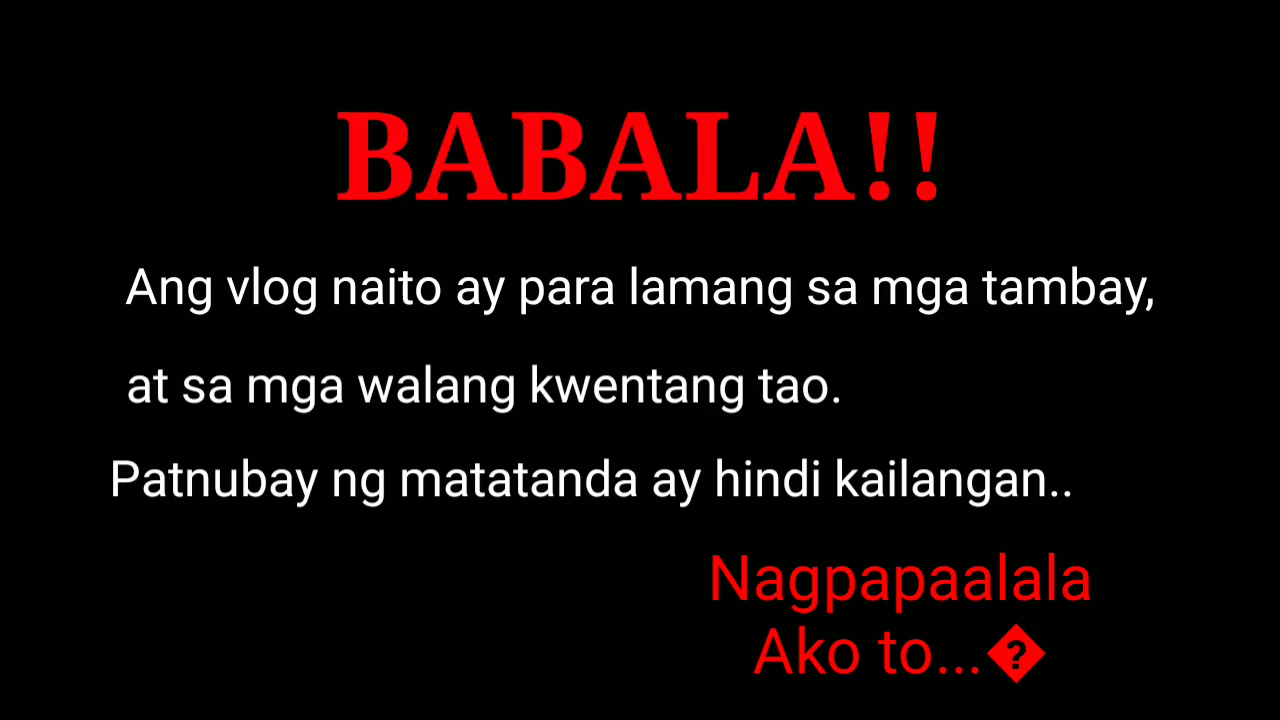 BABALA!!
Ang vlog naito ay para lamang sa mga tambay,
at sa mga walang kwentang tao.
Patnubay ng matatanda ay hindi kailangan..
Nagpapaalala
Ako to...�